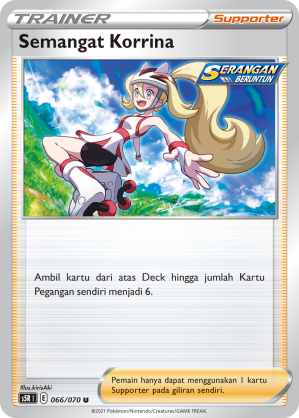 TRAINER
Supporter
Semangat Korrina
SERANGAN
BERUNTUN
Ambil kartu dari atas Deck hingga jumlah Kartu
Pegangan sendiri menjadi 6.
Illus.kirisAki
s5R I E 066/070 U
Pemain hanya dapat menggunakan 1 kartu
Supporter pada giliran sendiri.
©2021 Pokémon/Nintendo/Creatures/GAME FREAK.